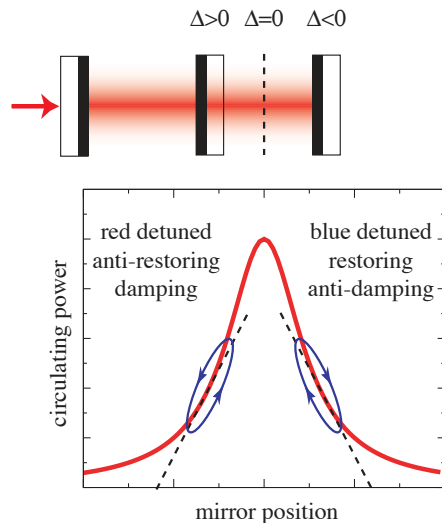 Δ>0 Δ=0 Δ<0
red detuned
anti-restoring
damping
blue detuned
restoring
anti-damping
circulating power
mirror position